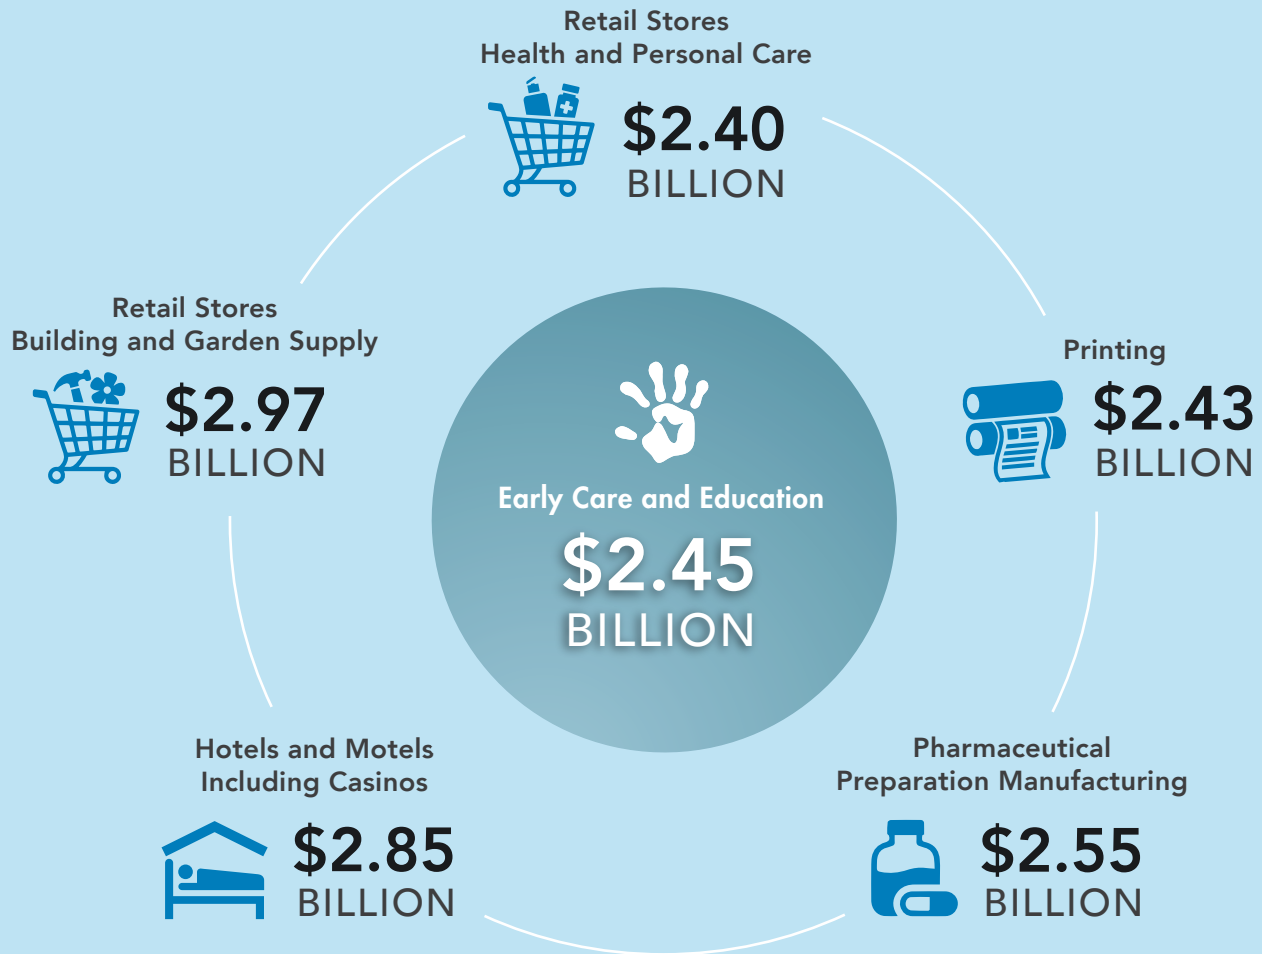 Retail Stores
Health and Personal Care
$2.40
BILLION
Retail Stores
Building and Garden Supply
$2.97
BILLION
Printing
$2.43
BILLION
Early Care and Education
$2.45
BILLION
Hotels and Motels
Including Casinos
$2.85
BILLION
Pharmaceutical
Preparation Manufacturing
$2.55
BILLION